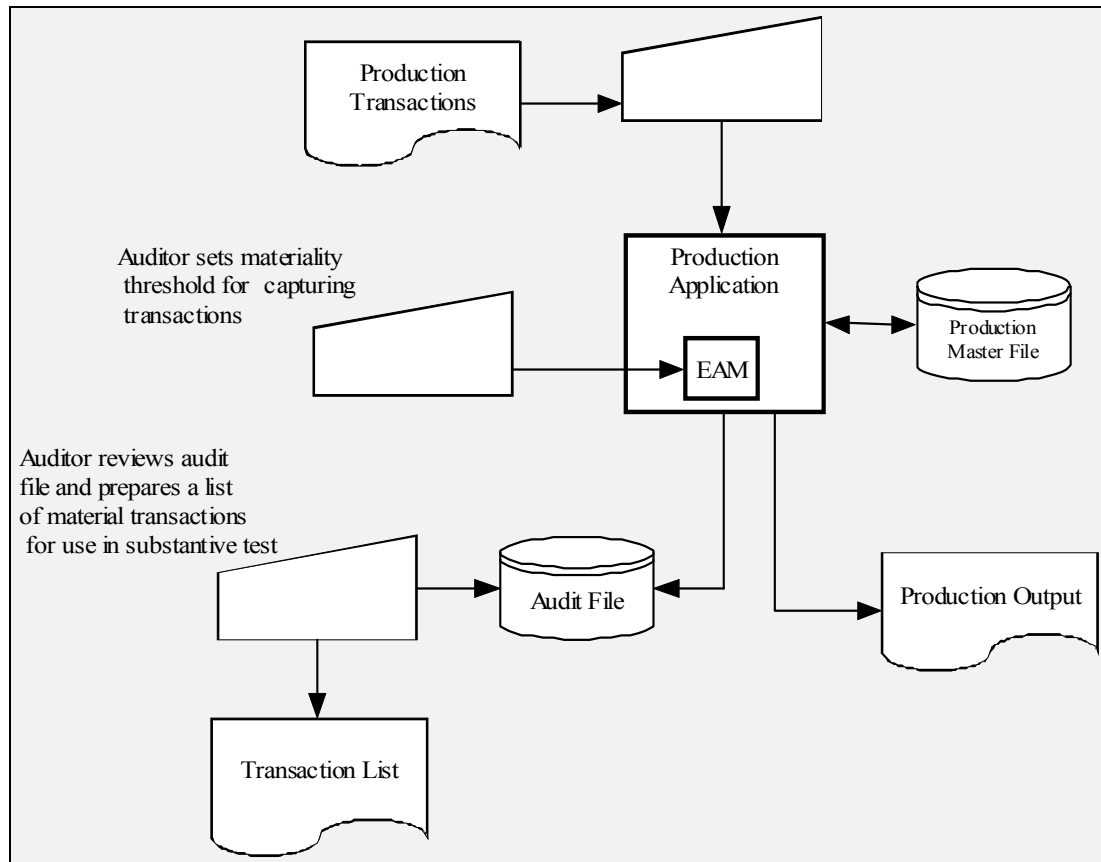 Production
Transactions
Auditor sets materiality
threshold for capturing
transactions
Production
Application
EAM
Production
Master File
Auditor reviews audit
file and prepares a list
of material transactions
for use in substantive test
Audit File
Production Output
Transaction List